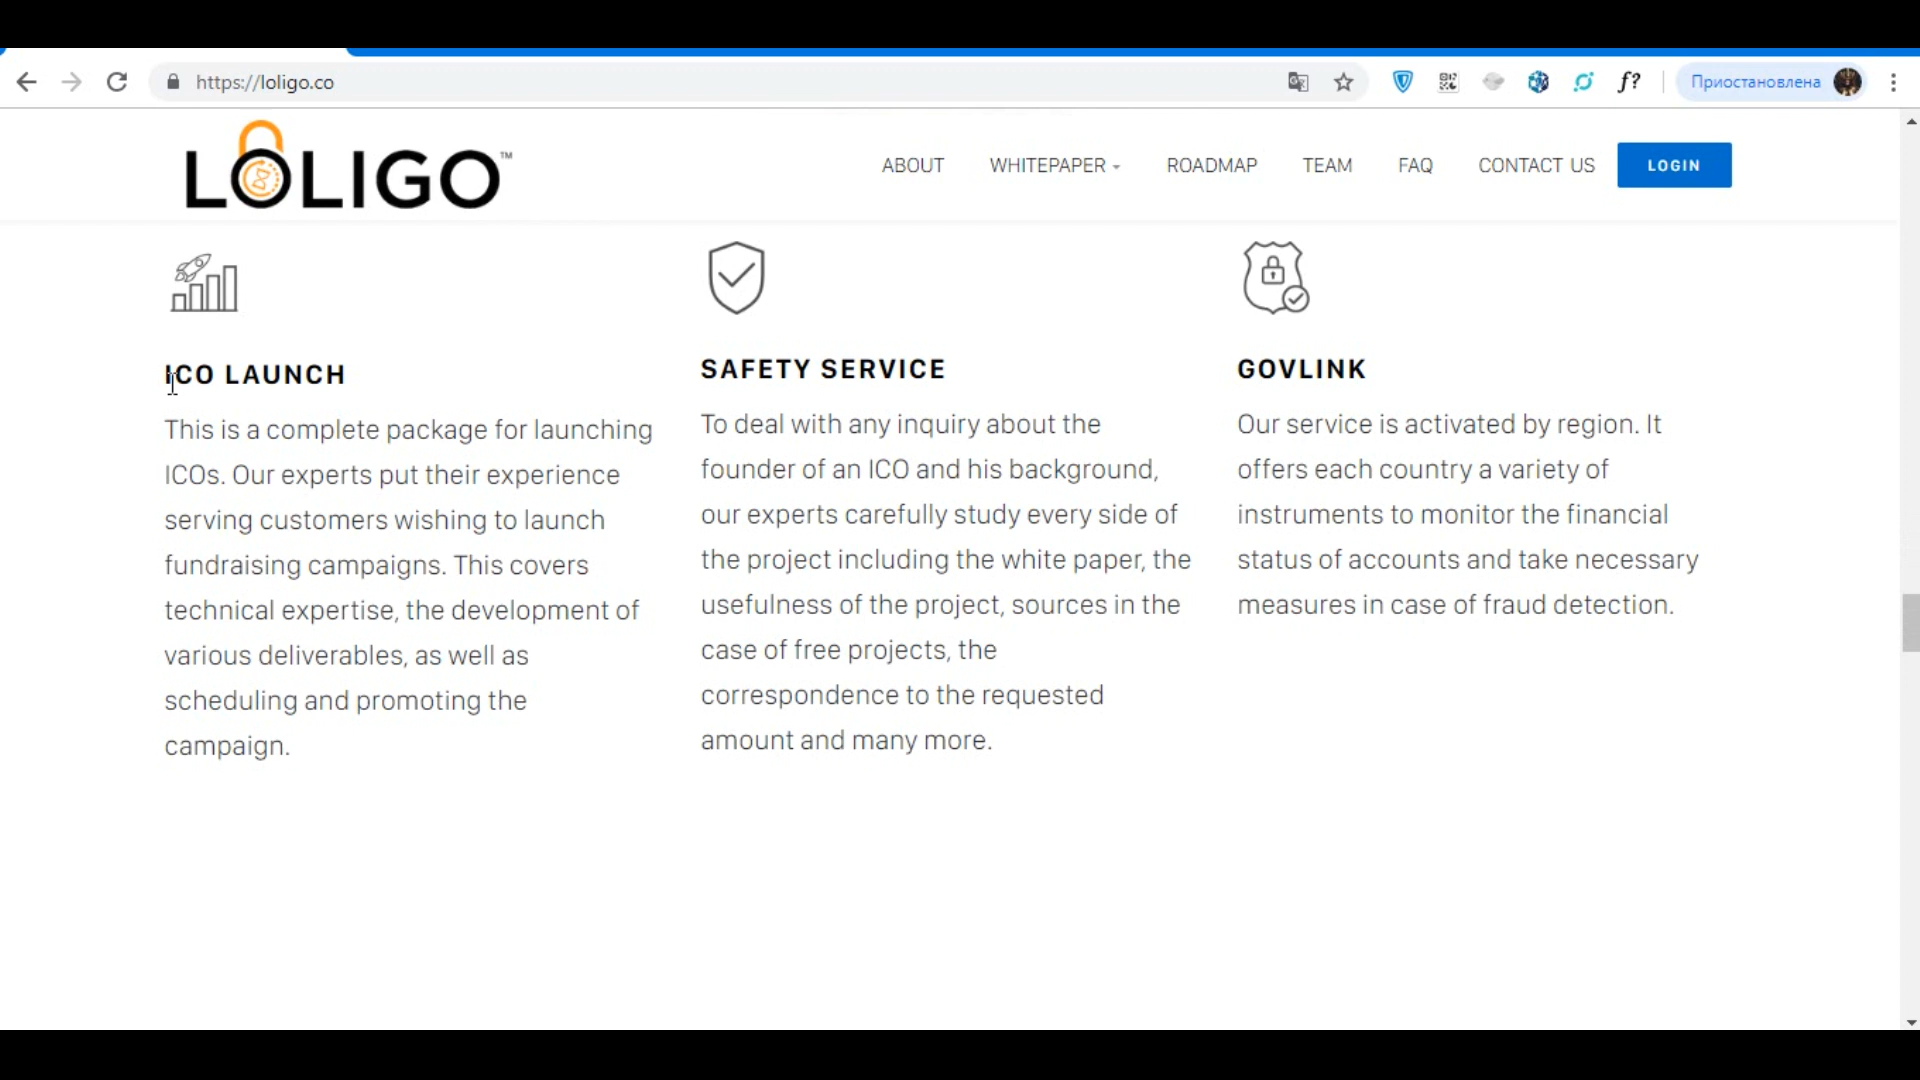 https://loligo.co
f?
Приостановлена
LOLIGO™
ABOUT
WHITEPAPER
ROADMAP
TEAM
FAQ
CONTACT US
LOGIN
ICO LAUNCH
This is a complete package for launching
ICOs. Our experts put their experience
serving customers wishing to launch
fundraising campaigns. This covers
technical expertise, the development of
various deliverables, as well as
scheduling and promoting the
campaign.
SAFETY SERVICE
To deal with any inquiry about the
founder of an ICO and his background,
our experts carefully study every side of
the project including the white paper, the
usefulness of the project, sources in the
case of free projects, the
correspondence to the requested
amount and many more.
GOVLINK
Our service is activated by region. It
offers each country a variety of
instruments to monitor the financial
status of accounts and take necessary
measures in case of fraud detection.